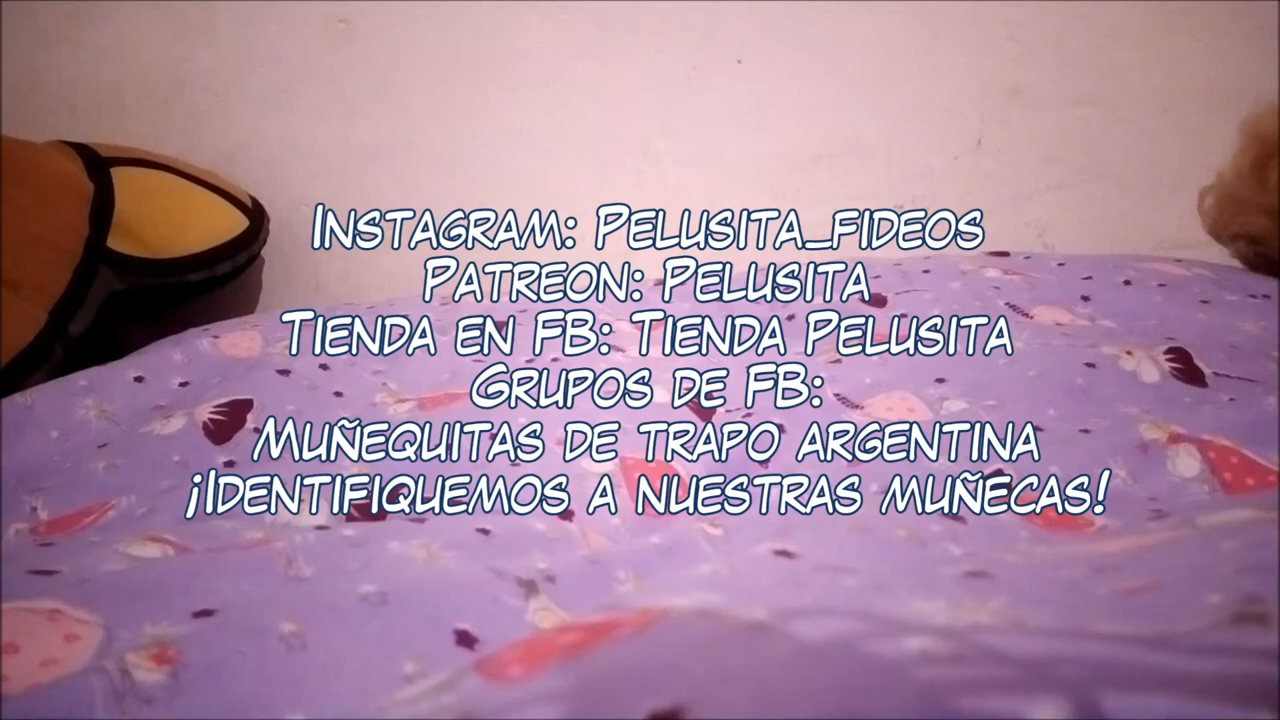 Instagram: Pelusita_fideos
Patreon: Pelusita
Tienda en FB: Tienda Pelusita
Grupos de FB:
Muñequitas de trapo argentina
¡Identifiquemos a nuestras muñecas!